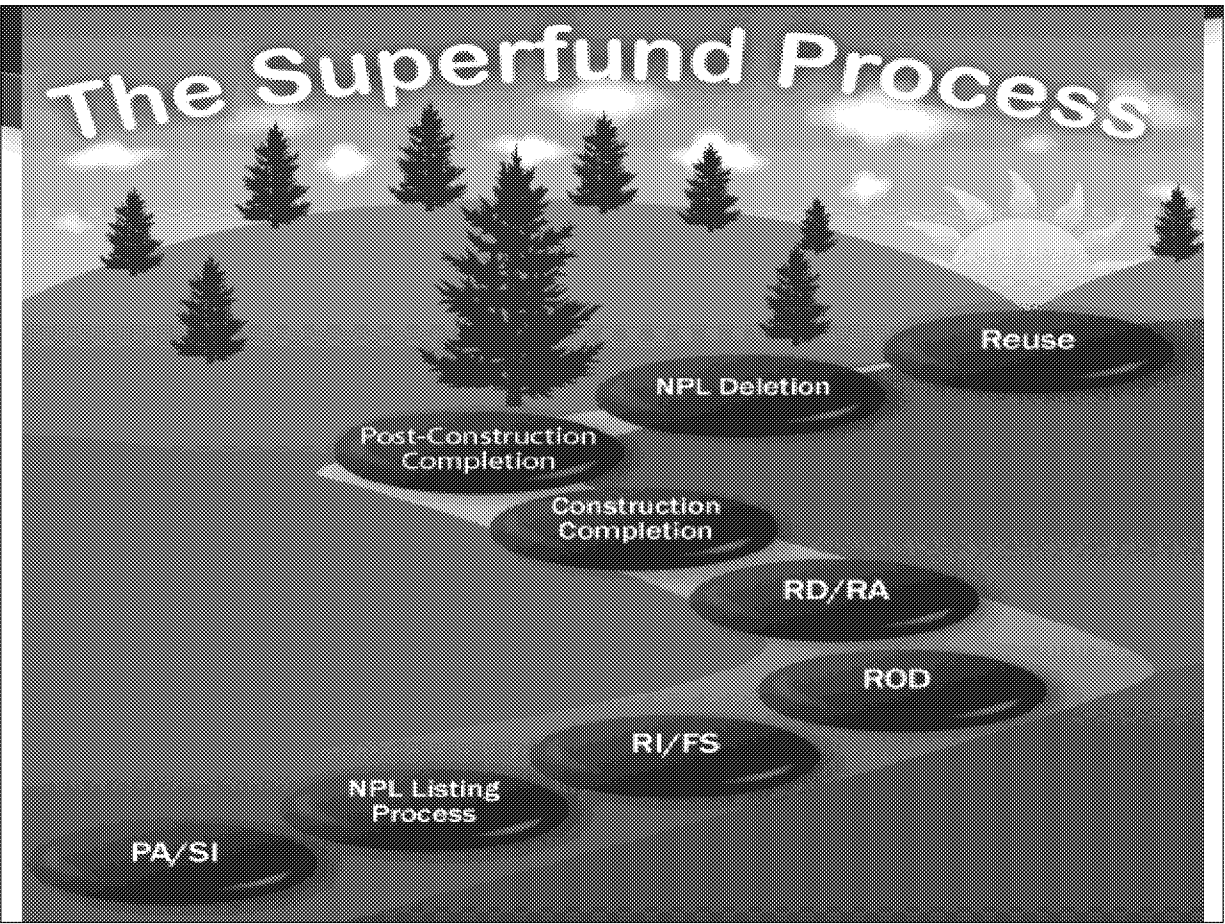 The Superfund Process
Reuse
NPL Deletion
Post-Construction
Completion
Construction
Completion
RD/RA
ROD
RI/FS
NPL Listing
Process
PA/SI